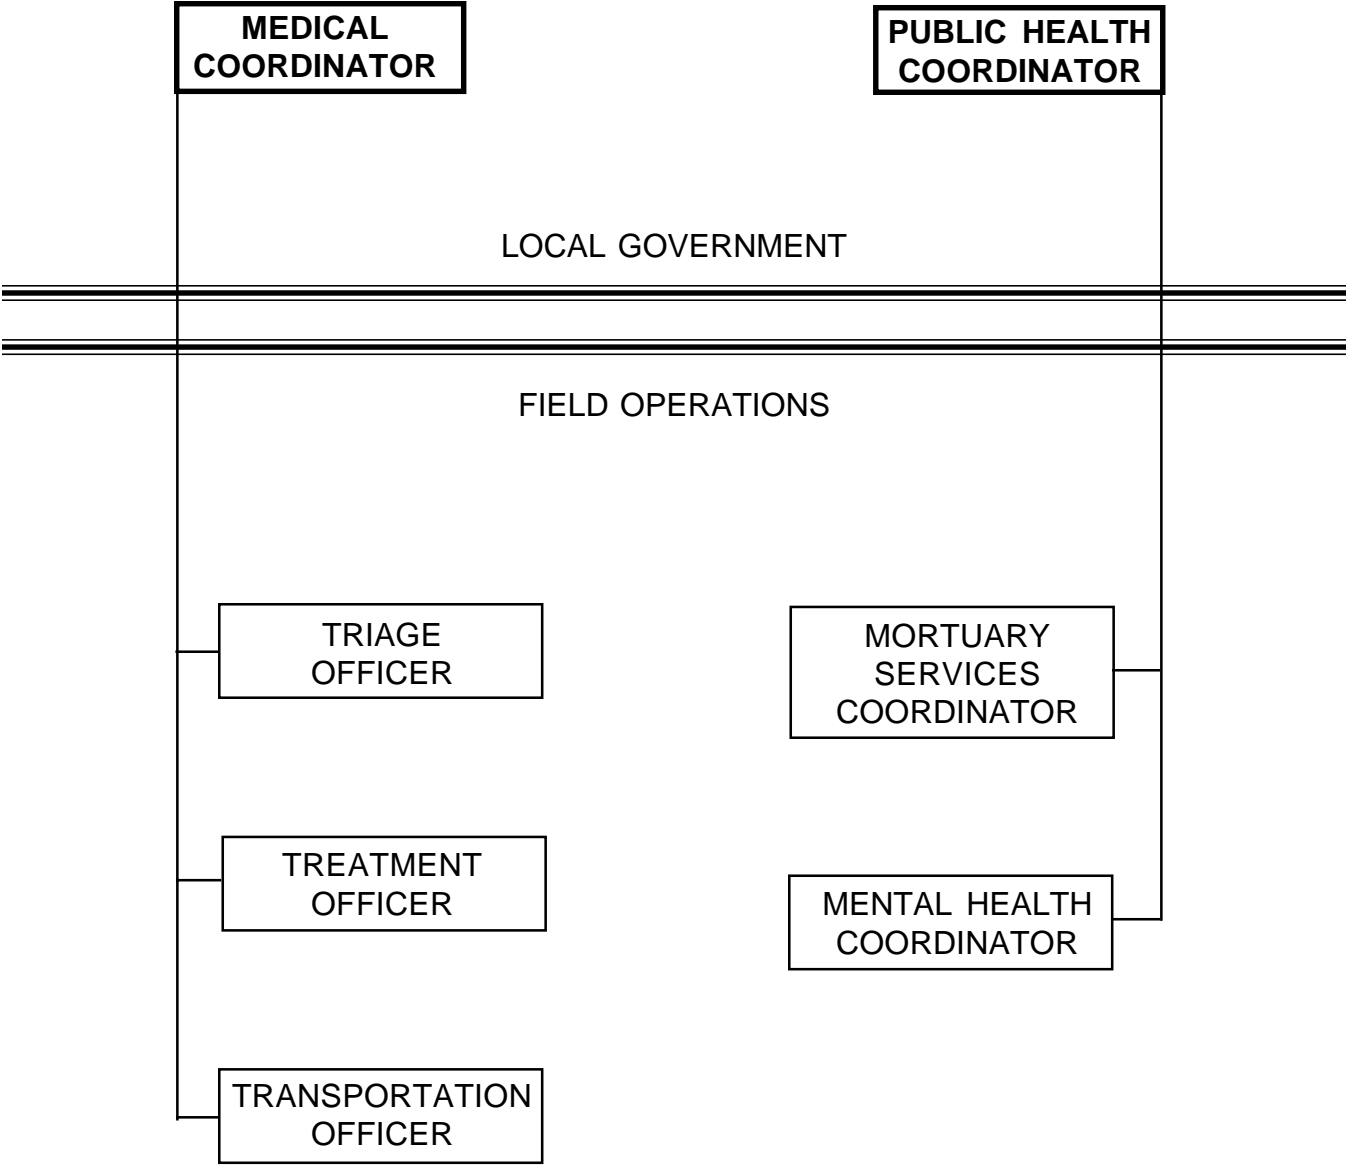 MEDICAL
COORDINATOR
PUBLIC HEALTH
COORDINATOR
LOCAL GOVERNMENT
FIELD OPERATIONS
TRIAGE
OFFICER
MORTUARY
SERVICES
COORDINATOR
TREATMENT
OFFICER
MENTAL HEALTH
COORDINATOR
TRANSPORTATION
OFFICER